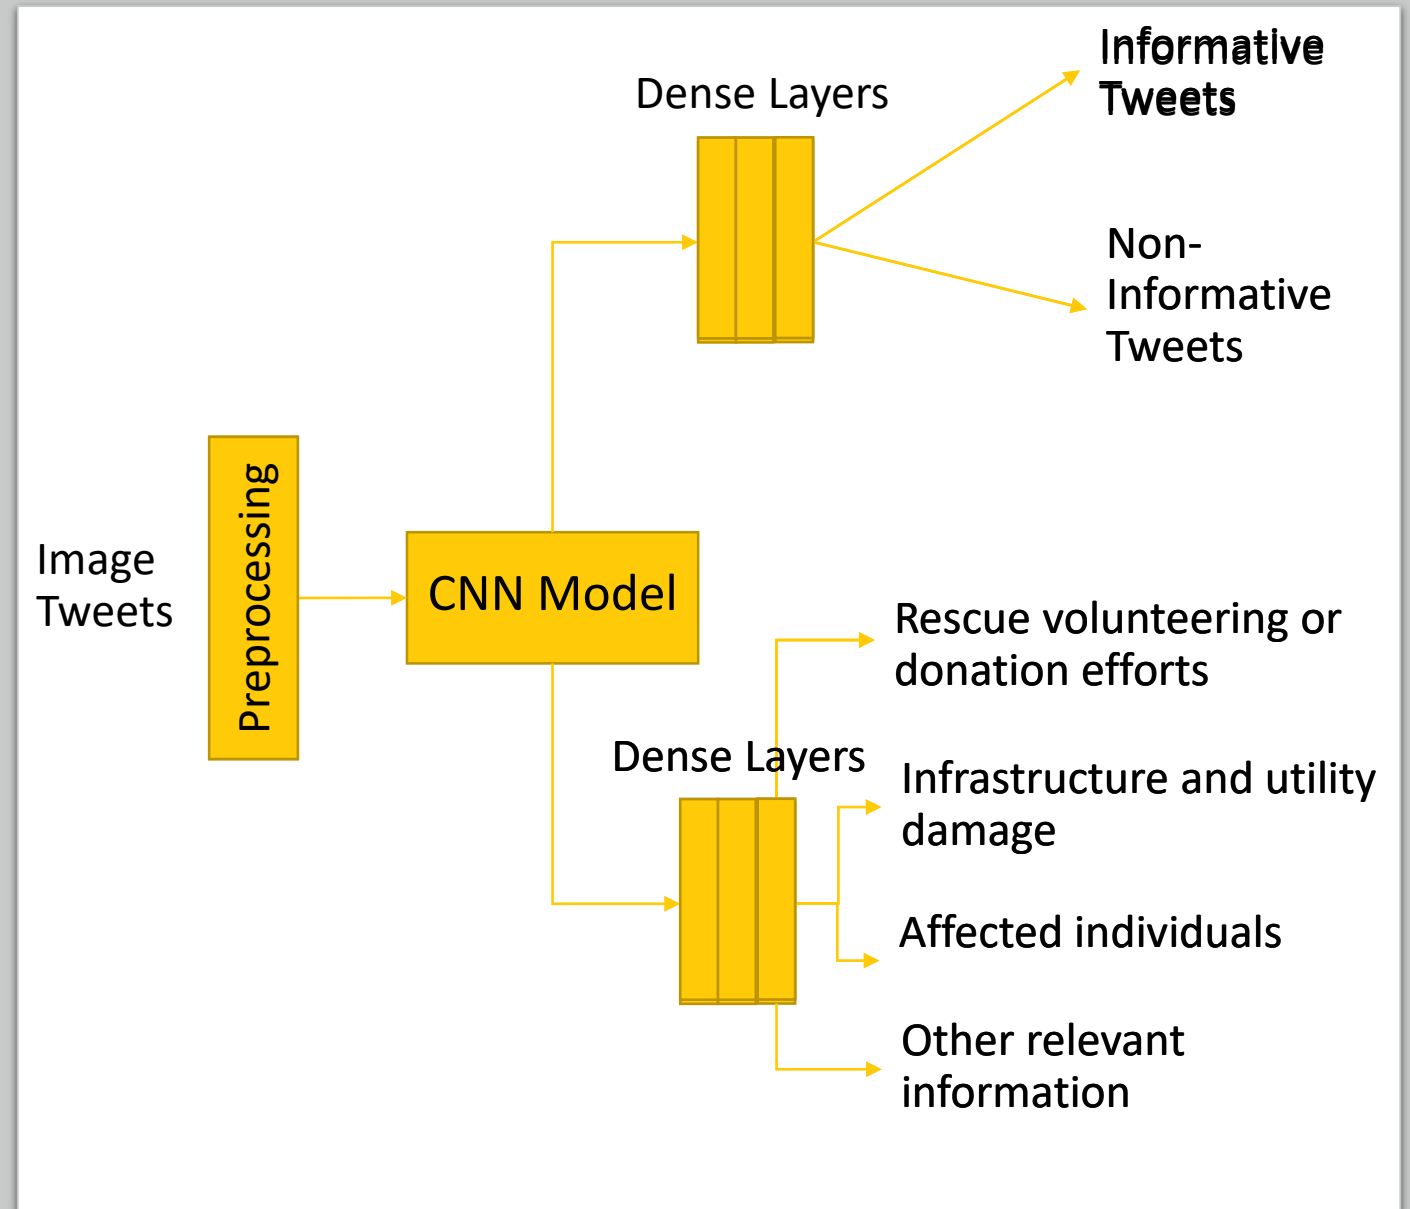 Dense Layers
Informative
Tweets
Non-
Informative
Tweets
Image
Tweets
Preprocessing
CNN Model
Rescue volunteering or
donation efforts
Dense Layers
Infrastructure and utility
damage
Affected individuals
Other relevant
information